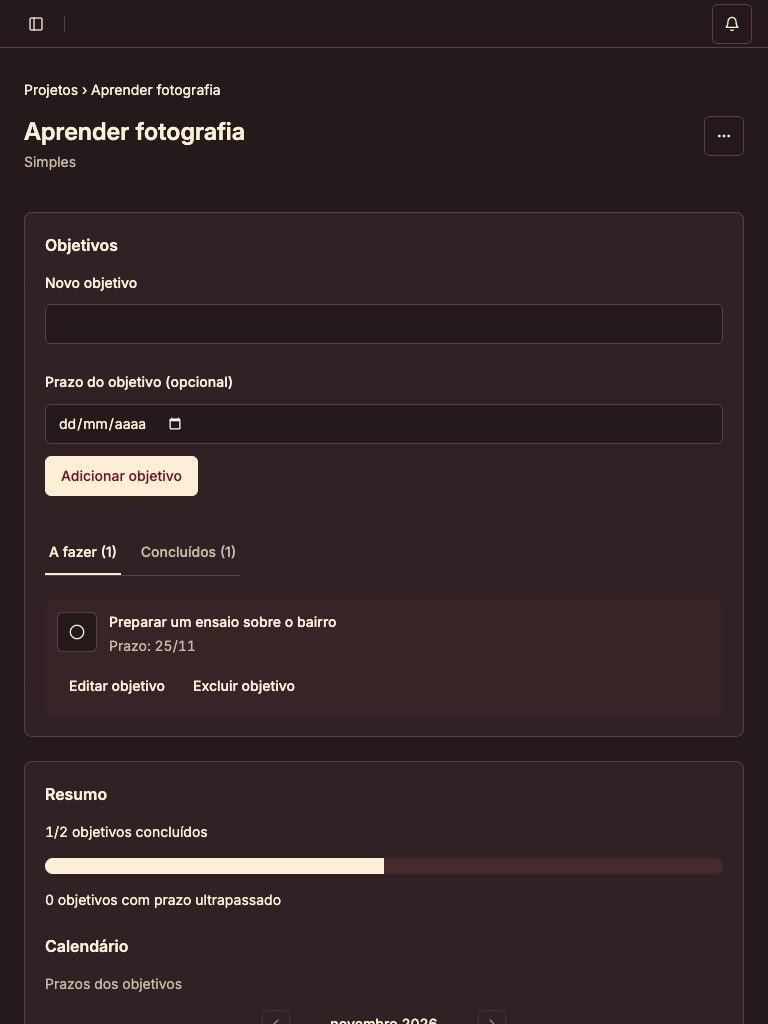 Projetos › Aprender fotografia
Aprender fotografia
Simples
Objetivos
Novo objetivo
Prazo do objetivo (opcional)
dd/mm/aaaa
Adicionar objetivo
A fazer (1)
Concluídos (1)
Preparar um ensaio sobre o bairro
Prazo: 25/11
Editar objetivo
Excluir objetivo
Resumo
1/2 objetivos concluídos
0 objetivos com prazo ultrapassado
Calendário
Prazos dos objetivos
novembro 2026